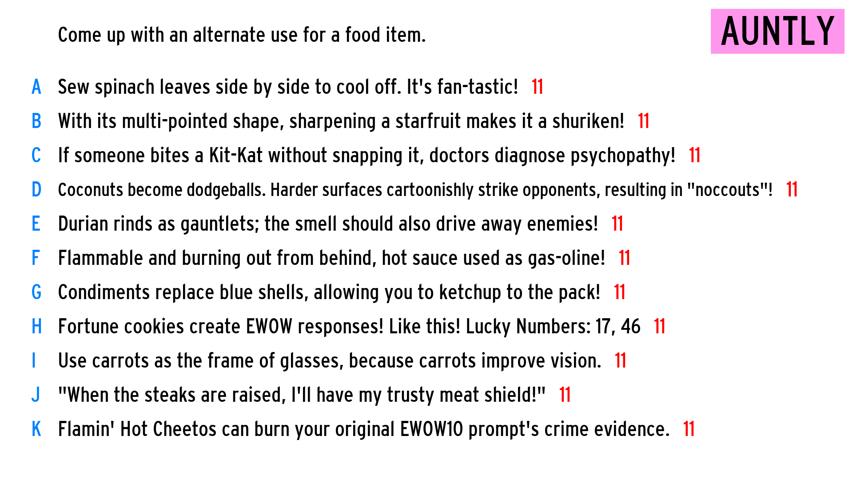 Come up with an alternate use for a food item.
AUNTLY
A Sew spinach leaves side by side to cool off. It's fan-tastic! 11
B With its multi-pointed shape, sharpening a starfruit makes it a shuriken! 11
C If someone bites a Kit-Kat without snapping it, doctors diagnose psychopathy! 11
D Coconuts become dodgeballs. Harder surfaces cartoonishly strike opponents, resulting in "noccouts"! 11
E Durian rinds as gauntlets; the smell should also drive away enemies! 11
F Flammable and burning out from behind, hot sauce used as gas-oline! 11
G Condiments replace blue shells, allowing you to ketchup to the pack! 11
H Fortune cookies create EWOW responses! Like this! Lucky Numbers: 17, 46 11
I Use carrots as the frame of glasses, because carrots improve vision. 11
J "When the steaks are raised, I'll have my trusty meat shield!" 11
K Flamin' Hot Cheetos can burn your original EWOW10 prompt's crime evidence. 11